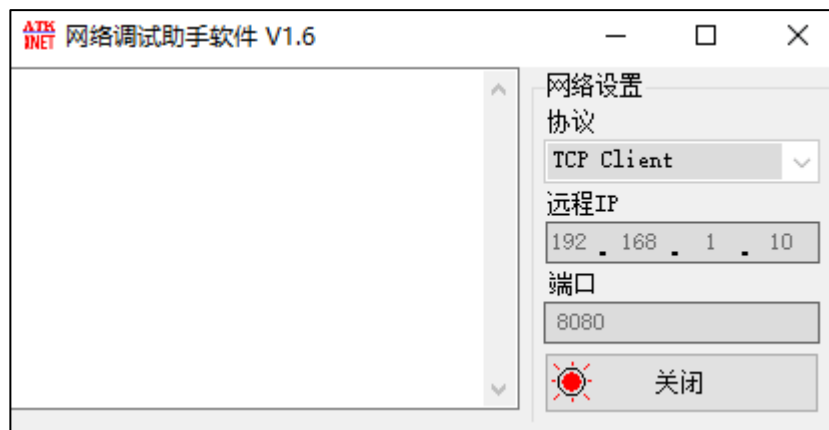 ATK
INET 网络调试助手软件 V1.6
网络设置
协议
TCP Client
远程IP
192 . 168 . 1 . 10
端口
8080
关闭